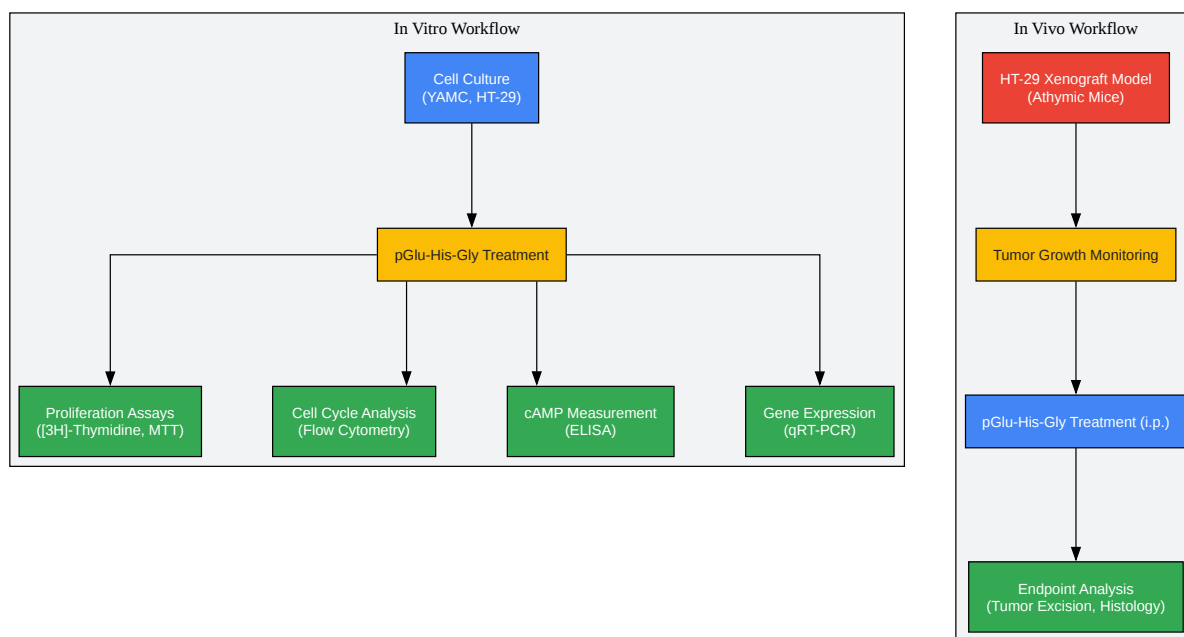 In Vitro Workflow
Cell Culture
(YAMC, HT-29)
pGlu-His-Gly Treatment
Proliferation Assays
([3H]-Thymidine, MTT)
Cell Cycle Analysis
(Flow Cytometry)
cAMP Measurement
(ELISA)
Gene Expression
(qRT-PCR)
In Vivo Workflow
HT-29 Xenograft Model
(Athymic Mice)
Tumor Growth Monitoring
pGlu-His-Gly Treatment (i.p.)
Endpoint Analysis
(Tumor Excision, Histology)